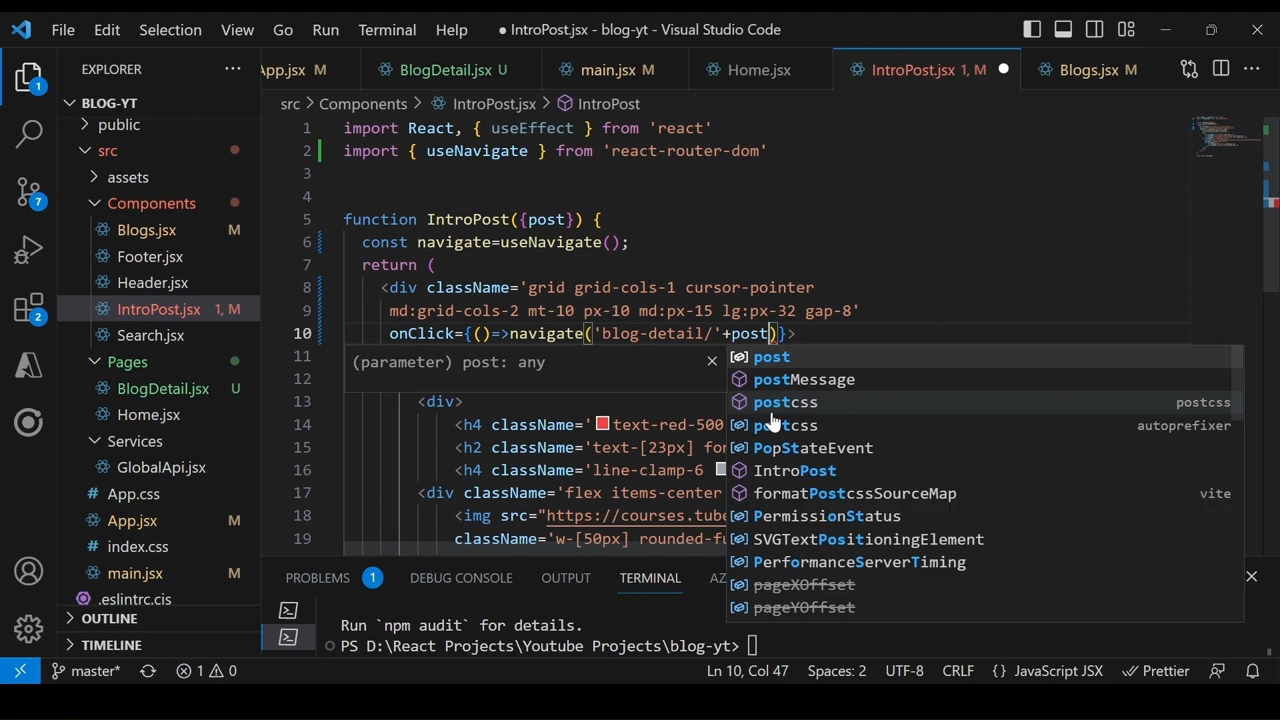 File Edit Selection View Go Run Terminal Help ● IntroPost.jsx - blog-yt - Visual Studio Code
EXPLORER ···
App.jsx M BlogDetail.jsx U main.jsx M Home.jsx IntroPost.jsx 1, M Blogs.jsx M
BLOG-YT
public
src
assets
Components
Blogs.jsx M
Footer.jsx
Header.jsx
IntroPost.jsx 1, M
Search.jsx
Pages
BlogDetail.jsx U
Home.jsx
Services
GlobalApi.jsx
# App.css
App.jsx M
# index.css
main.jsx M
.eslintrc.cjs
OUTLINE
TIMELINE
1
7
2
src > Components > IntroPost.jsx > IntroPost
1 import React, { useEffect } from 'react'
2 import { useNavigate } from 'react-router-dom'
3
4
5 function IntroPost({post}) {
6 const navigate=useNavigate();
7 return (
8 <div className='grid grid-cols-1 cursor-pointer
9 md:grid-cols-2 mt-10 px-10 md:px-15 lg:px-32 gap-8'
10 onClick={()=>navigate('blog-detail/'+post)}>
11
12
13 <div>
14 <h4 className='text-red-500
15 <h2 className='text-[23px]
16 <h4 className='line-clamp-6
17 <div className='flex items-center
18 <img src="https://courses.tube
19 className='w-[50px]
(parameter) post: any
post
postMessage
postcss postcss
postcss autoprefixer
PopStateEvent
IntroPost
formatPostcssSourceMap vite
PermissionStatus
SVGTextPositioningElement
PerformanceServerTiming
pageXOffset
pageYOffset
PROBLEMS 1 DEBUG CONSOLE OUTPUT TERMINAL AZ
Run `npm audit` for details.
PS D:\React Projects\Youtube Projects\blog-yt>
master* 1 0 Ln 10, Col 47 Spaces: 2 UTF-8 CRLF {} JavaScript JSX Prettier